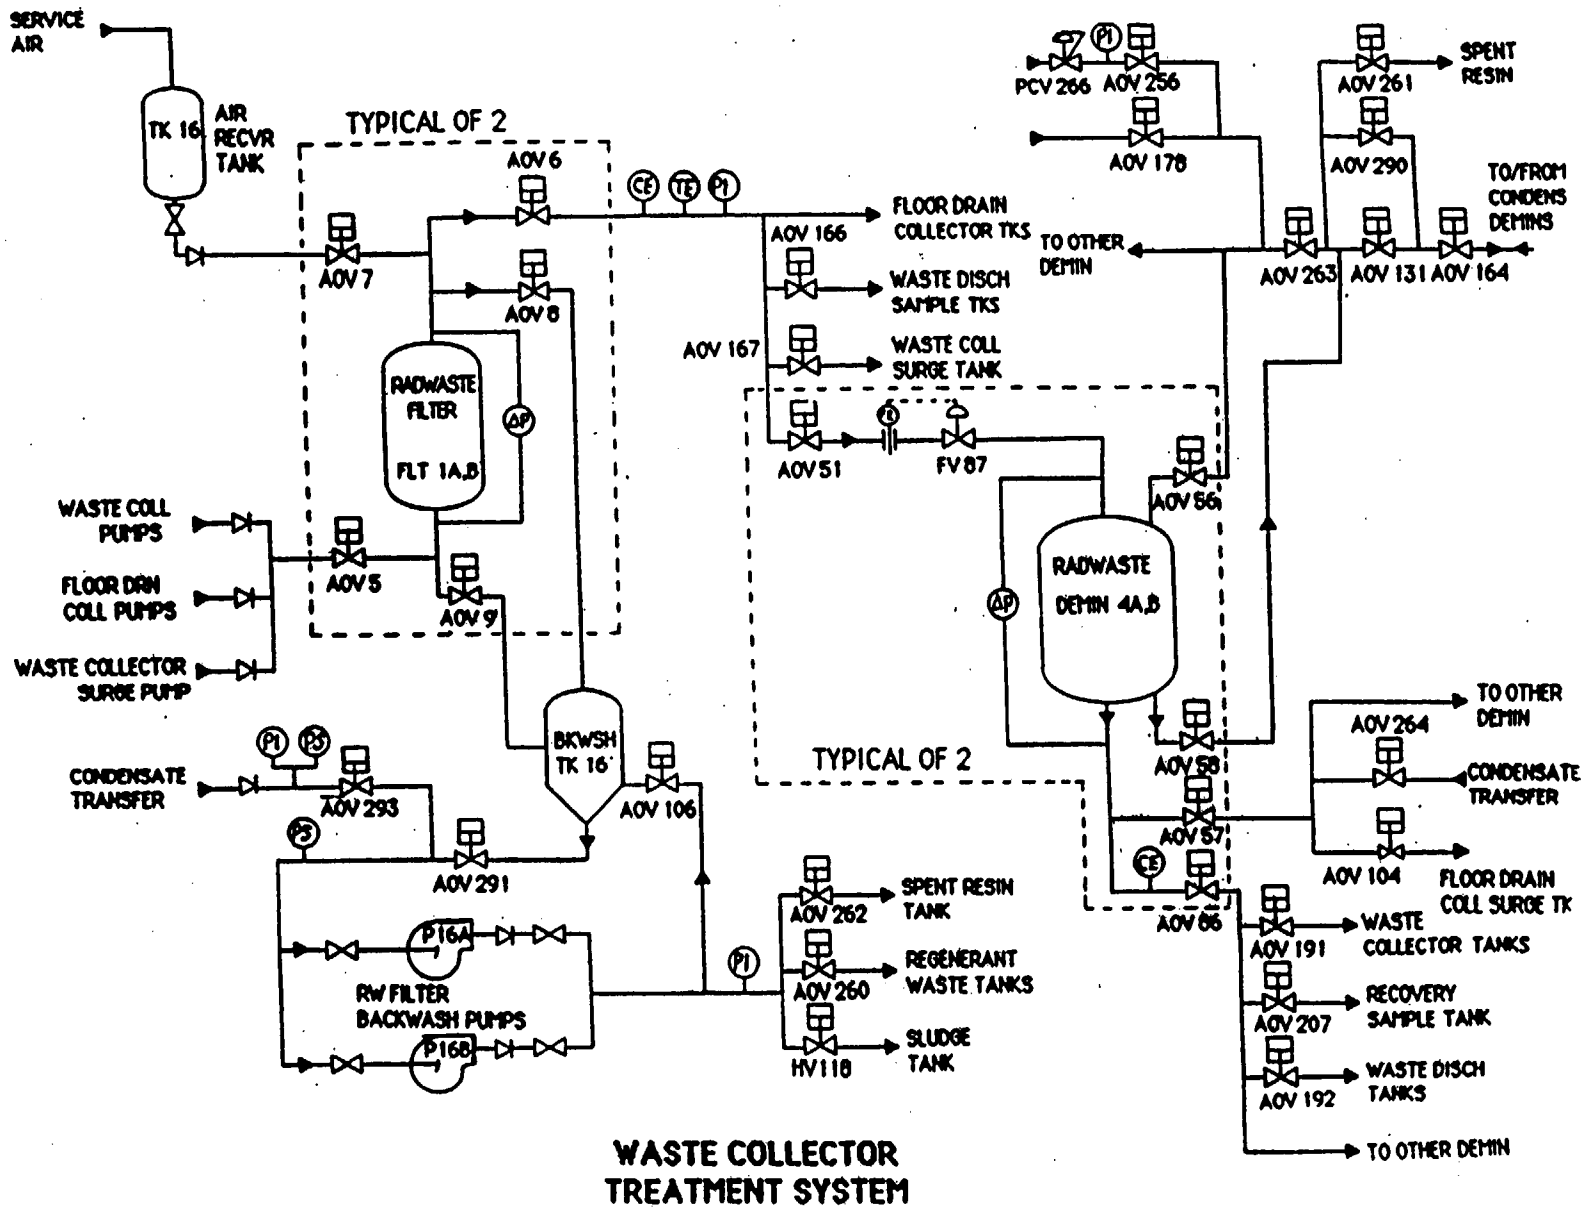 SERVICE
AIR
TK 16
AIR
RECVR
TANK
TYPICAL OF 2
AOV 6
AOV 7
AOV 8
CE
TE
PI
RADWASTE
FILTER
FLT 1A,B
ΔP
WASTE COLL
PUMPS
FLOOR DRN
COLL PUMPS
WASTE COLLECTOR
SURGE PUMP
AOV 5
AOV 9
FLOOR DRAIN
COLLECTOR TKS
AOV 166
WASTE DISCH
SAMPLE TKS
AOV 167
WASTE COLL
SURGE TANK
PCV 266
PI
AOV 256
AOV 178
AOV 261
SPENT
RESIN
AOV 290
TO/FROM
CONDENS
DEMINS
TO OTHER
DEMIN
AOV 263
AOV 131
AOV 164
AOV 51
FV 87
AOV 56
ΔP
RADWASTE
DEMIN 4A,B
TYPICAL OF 2
AOV 58
AOV 57
CE
AOV 86
TO OTHER
DEMIN
AOV 264
CONDENSATE
TRANSFER
AOV 104
FLOOR DRAIN
COLL SURGE TK
AOV 191
WASTE
COLLECTOR TANKS
AOV 207
RECOVERY
SAMPLE TANK
AOV 192
WASTE DISCH
TANKS
TO OTHER DEMIN
PI
PS
CONDENSATE
TRANSFER
AOV 293
PS
BKWSH
TK 16
AOV 106
AOV 291
P16A
RW FILTER
BACKWASH PUMPS
P16B
PI
AOV 262
SPENT RESIN
TANK
AOV 260
REGENERANT
WASTE TANKS
HV118
SLUDGE
TANK
WASTE COLLECTOR
TREATMENT SYSTEM